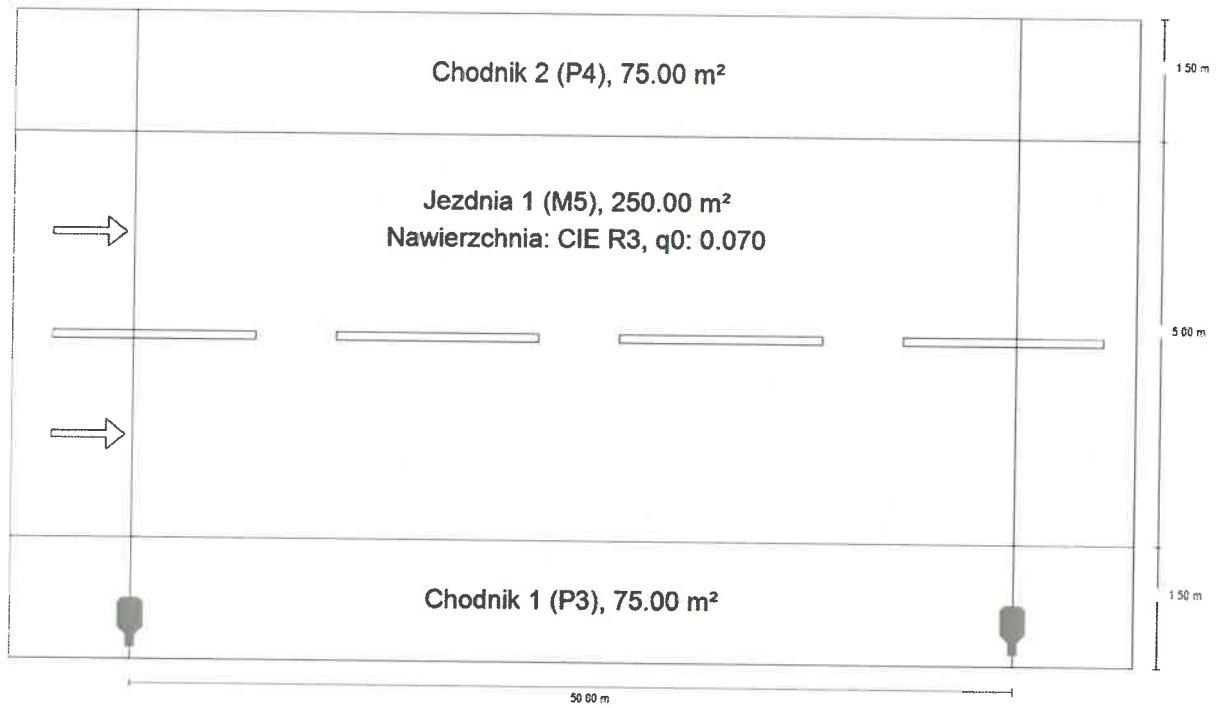 Chodnik 2 (P4), 75.00 m²
1.50 m
Jezdnia 1 (M5), 250.00 m²
Nawierzchnia: CIE R3, q0: 0.070
5.00 m
Chodnik 1 (P3), 75.00 m²
1.50 m
50.00 m